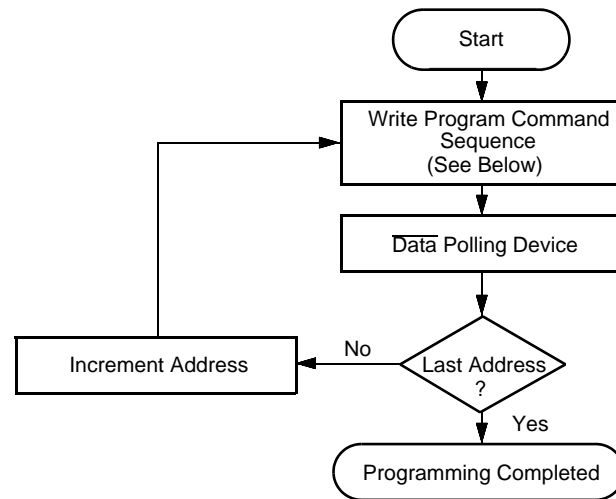 Start
Write Program Command
Sequence
(See Below)
Data Polling Device
No
Increment Address
Last Address
?
Yes
Programming Completed